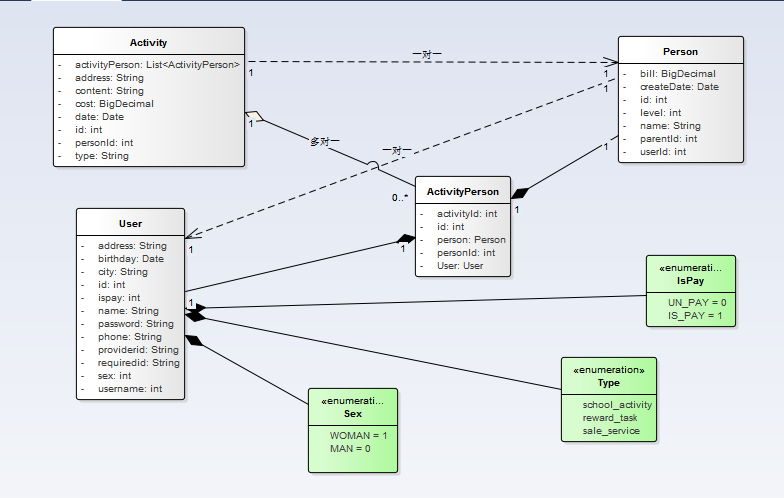 Activity
- activityPerson: List<ActivityPerson>
- address: String
- content: String
- cost: BigDecimal
- date: Date
- id: int
- personId: int
- type: String
1
一对一
1
Person
- bill: BigDecimal
- createDate: Date
- id: int
- level: int
- name: String
- parentId: int
- userId: int
1
1
1
多对一
一对一
0..*
ActivityPerson
- activityId: int
- id: int
- person: Person
- personId: int
- User: User
1
1
User
- address: String
- birthday: Date
- city: String
- id: int
- ispay: int
- name: String
- password: String
- phone: String
- providerid: String
- requiredid: String
- sex: int
- username: int
1
1
«enumerati...
IsPay
UN_PAY = 0
IS_PAY = 1
«enumeration»
Type
school_activity
reward_task
sale_service
«enumerati...
Sex
WOMAN = 1
MAN = 0